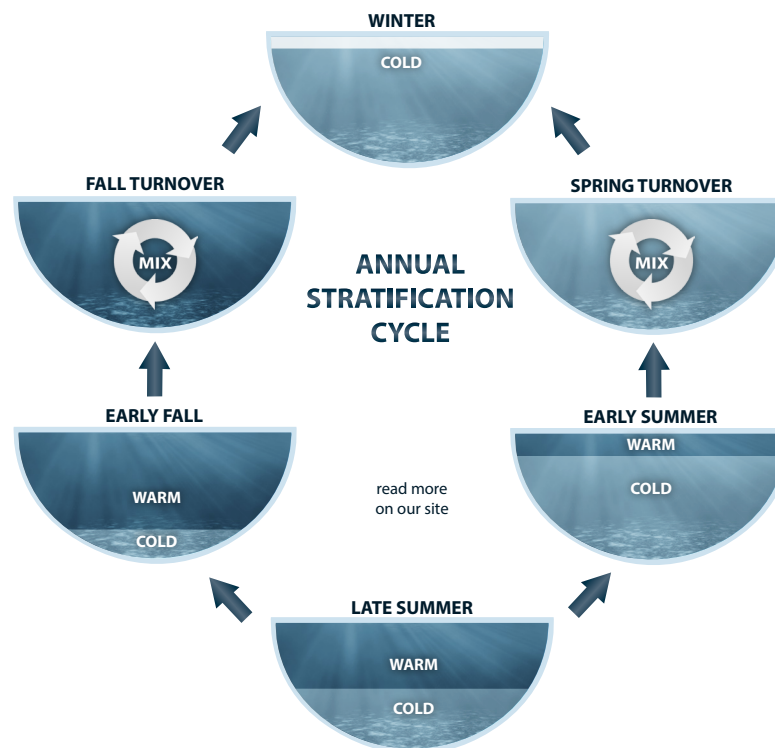 WINTER
COLD
FALL TURNOVER
MIX
SPRING TURNOVER
MIX
ANNUAL
STRATIFICATION
CYCLE
EARLY FALL
WARM
COLD
EARLY SUMMER
WARM
COLD
read more
on our site
LATE SUMMER
WARM
COLD